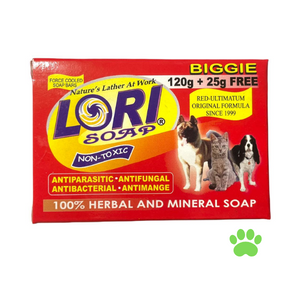 BIGGIE
FORCE COOLED
SOAP BARS
Nature's Lather At Work
120g + 25g FREE
LORI®
SOAP
RED-ULTIMATUM
ORIGINAL FORMULA
SINCE 1999
NON-TOXIC
ANTIPARASITIC • ANTIFUNGAL
ANTIBACTERIAL • ANTIMANGE
100% HERBAL AND MINERAL SOAP